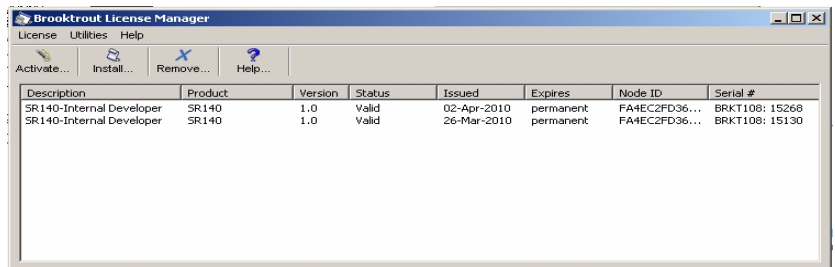 Brooktrout License Manager
License Utilities Help
Activate... Install... Remove... Help...
Description Product Version Status Issued Expires Node ID Serial #
SR140-Internal Developer SR140 1.0 Valid 02-Apr-2010 permanent FA4EC2FD36... BRKT108: 15268
SR140-Internal Developer SR140 1.0 Valid 26-Mar-2010 permanent FA4EC2FD36... BRKT108: 15130